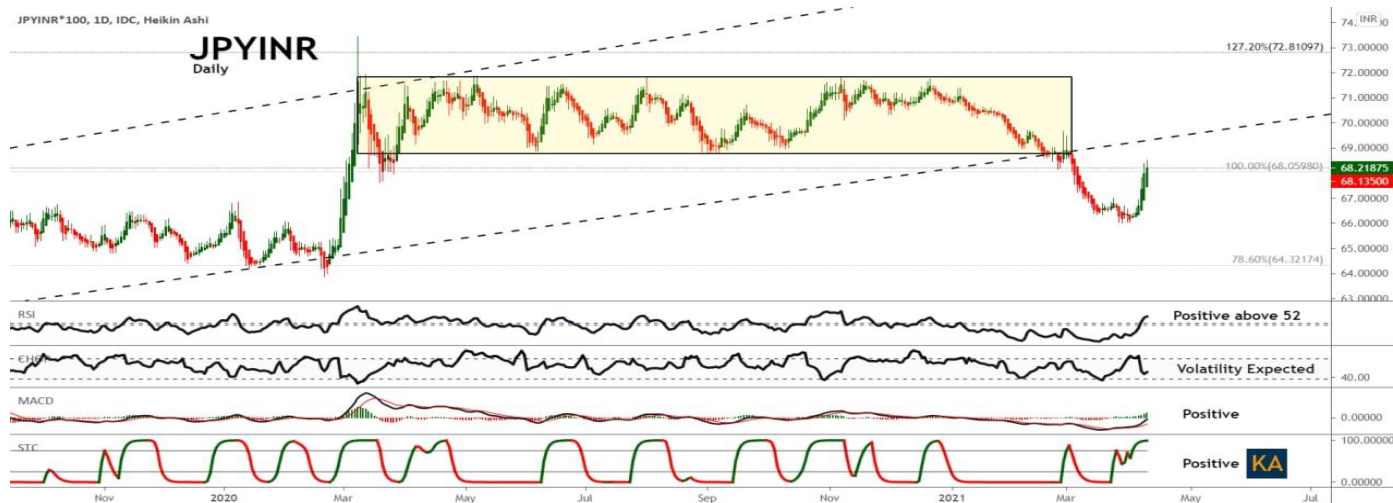 JPYINR*100, 1D, IDC, Heikin Ashi
JPYINR
Daily
INR
73.00000
127.20%(72.81097)
72.00000
71.00000
70.00000
69.00000
100.00%(68.05980)
68.21875
68.13500
67.00000
66.00000
65.00000
78.60%(64.32174)
64.00000
63.00000
RSI
Positive above 52
Volatility Expected
40.00
MACD
Positive
0.00000
STC
100.00000
Positive
KA
0.00000
Nov
2020
Mar
May
Jul
Sep
Nov
2021
Mar
May
Jul